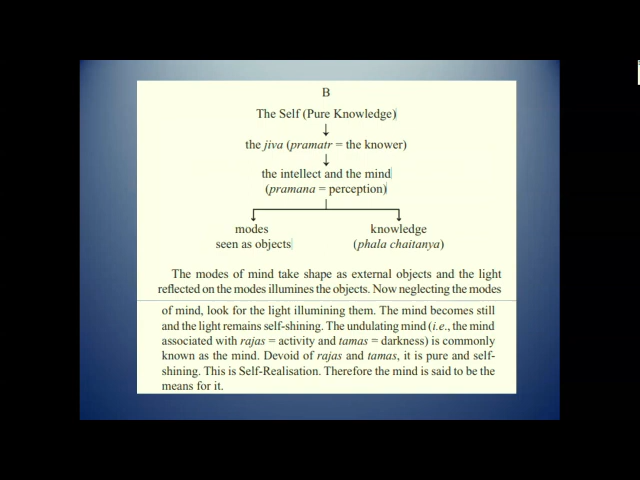 B
The Self (Pure Knowledge)
↓
the jiva (pramatr = the knower)
↓
the intellect and the mind
(pramana = perception)
modes knowledge
seen as objects (phala chaitanya)
The modes of mind take shape as external objects and the light
reflected on the modes illumines the objects. Now neglecting the modes
of mind, look for the light illumining them. The mind becomes still
and the light remains self-shining. The undulating mind (i.e., the mind
associated with rajas = activity and tamas = darkness) is commonly
known as the mind. Devoid of rajas and tamas, it is pure and self-
shining. This is Self-Realisation. Therefore the mind is said to be the
means for it.